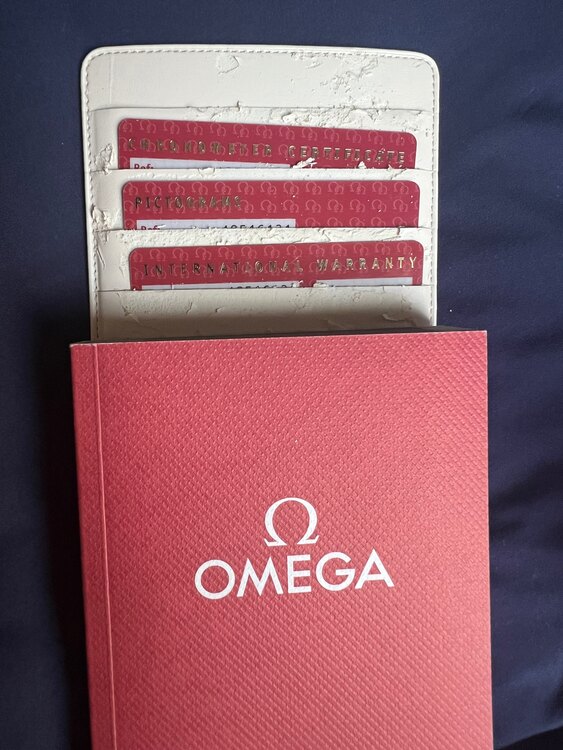 CHRONOMETER CERTIFICATE
PICTOGRAMS
INTERNATIONAL WARRANTY
Ω
OMEGA